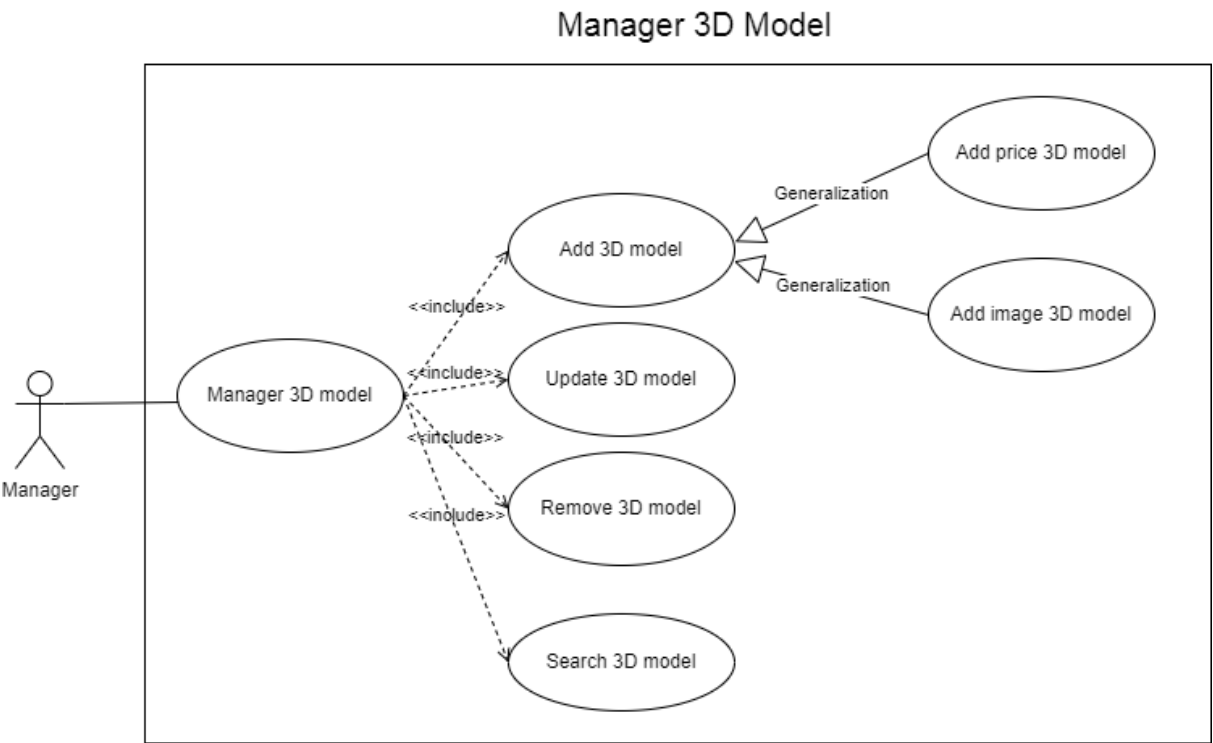 Manager 3D Model
Add price 3D model
Generalization
Add 3D model
Generalization
Add image 3D model
<<include>>
<<include>>
Update 3D model
Manager 3D model
<<include>>
Manager
Remove 3D model
<<include>>
Search 3D model